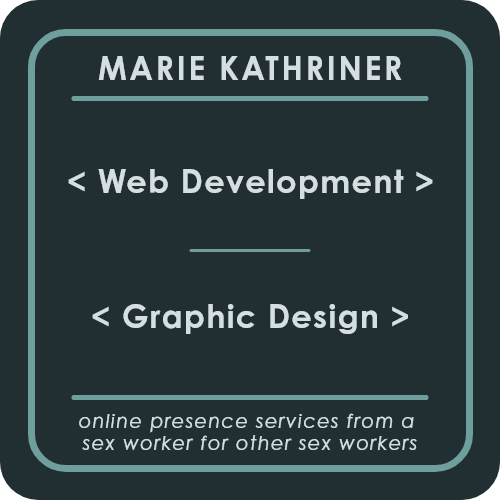 MARIE KATHRINER
< Web Development >
< Graphic Design >
online presence services from a
sex worker for other sex workers